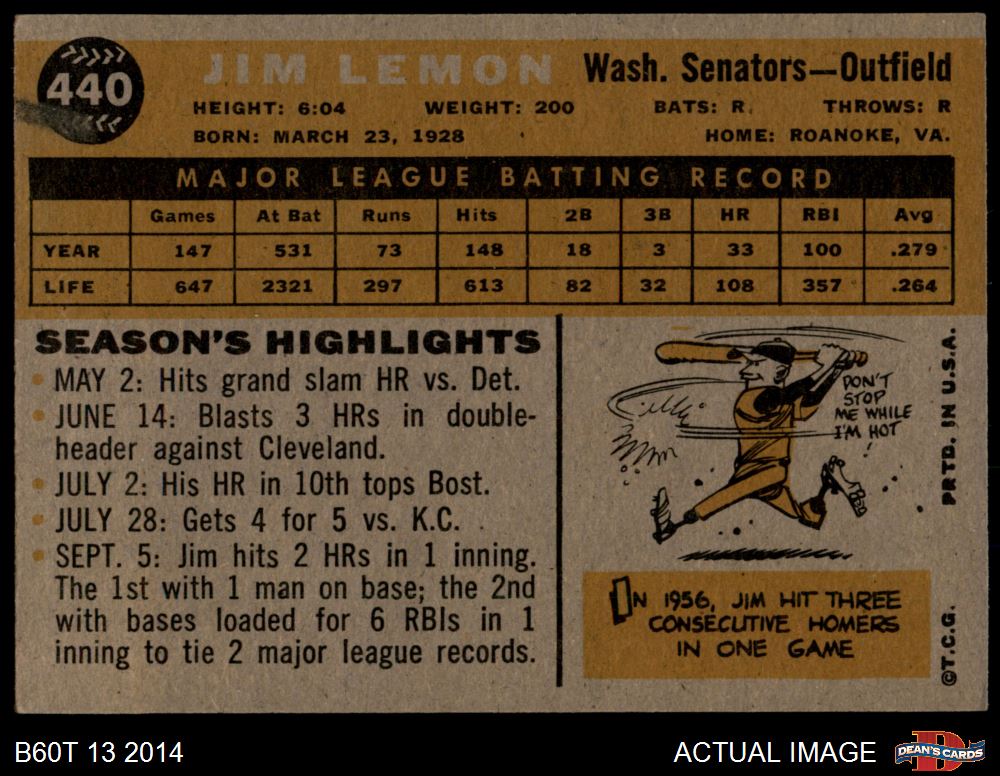 440
JIM LEMON Wash. Senators—Outfield
HEIGHT: 6:04 WEIGHT: 200 BATS: R. THROWS: R
BORN: MARCH 23, 1928 HOME: ROANOKE, VA.
MAJOR LEAGUE BATTING RECORD
Games At Bat Runs Hits 2B 3B HR RBI Avg
YEAR 147 531 73 148 18 3 33 100 .279
LIFE 647 2321 297 613 82 32 108 357 .264
SEASON'S HIGHLIGHTS
• MAY 2: Hits grand slam HR vs. Det.
• JUNE 14: Blasts 3 HRs in double-
header against Cleveland.
• JULY 2: His HR in 10th tops Bost.
• JULY 28: Gets 4 for 5 vs. K.C.
• SEPT. 5: Jim hits 2 HRs in 1 inning.
The 1st with 1 man on base; the 2nd
with bases loaded for 6 RBIs in 1
inning to tie 2 major league records.
DON'T
STOP
ME WHILE
I'M HOT
!
IN 1956, JIM HIT THREE
CONSECUTIVE HOMERS
IN ONE GAME
©T.C.G. PRTD. IN U.S.A.
B60T 13 2014 ACTUAL IMAGE DEAN'S CARDS